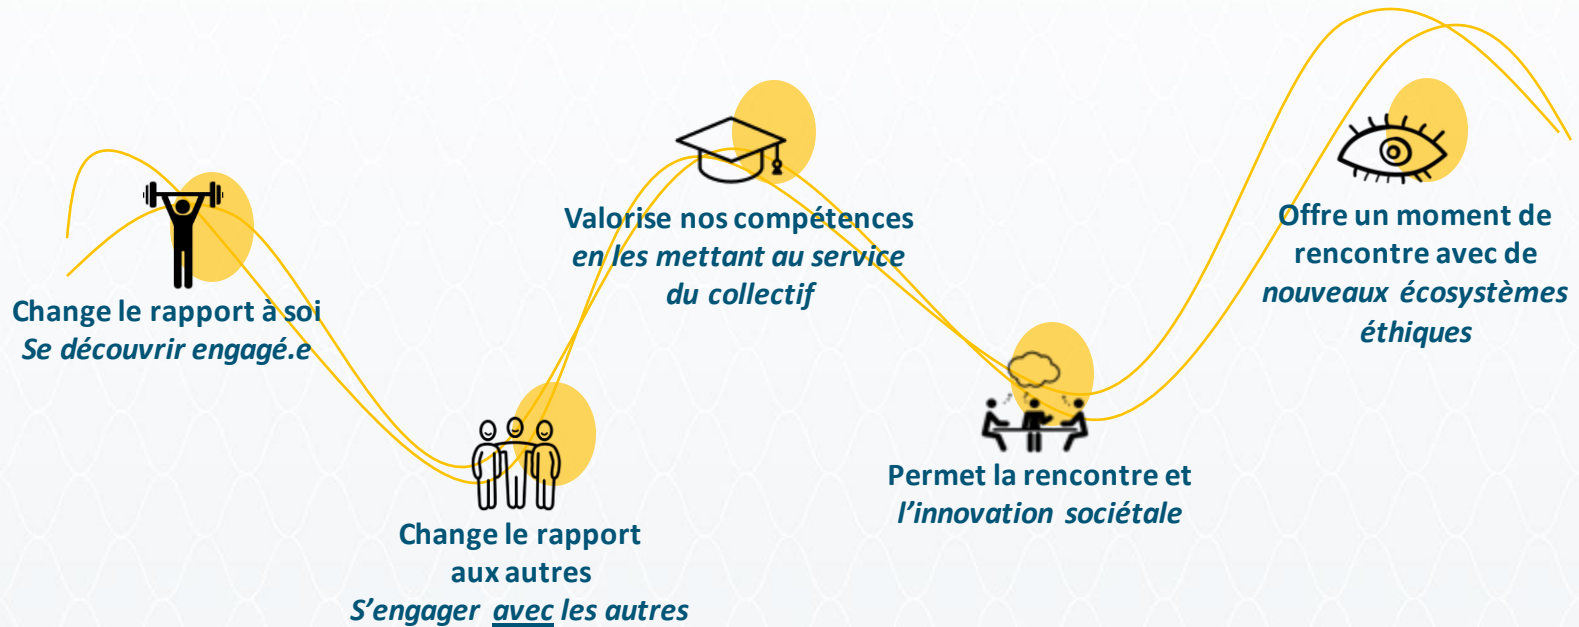 Change le rapport à soi
Se découvrir engagé.e
Change le rapport
aux autres
S’engager avec les autres
Valorise nos compétences
en les mettant au service
du collectif
Permet la rencontre et
l’innovation sociétale
Offre un moment de
rencontre avec de
nouveaux écosystèmes
éthiques